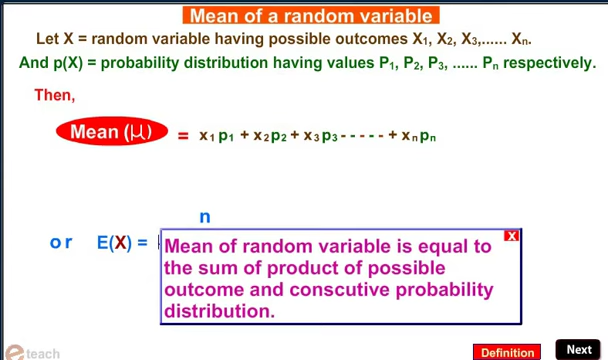 Mean of a random variable
Let X = random variable having possible outcomes X₁, X₂, X₃,...... Xₙ.
And p(X) = probability distribution having values P₁, P₂, P₃, ...... Pₙ respectively.
Then,
Mean (μ) = x₁p₁ + x₂p₂ + x₃p₃ - - - - - + xₙpₙ
n
or E(X) =
Mean of random variable is equal to X
the sum of product of possible
outcome and conscutive probability
distribution.
e teach
Definition Next